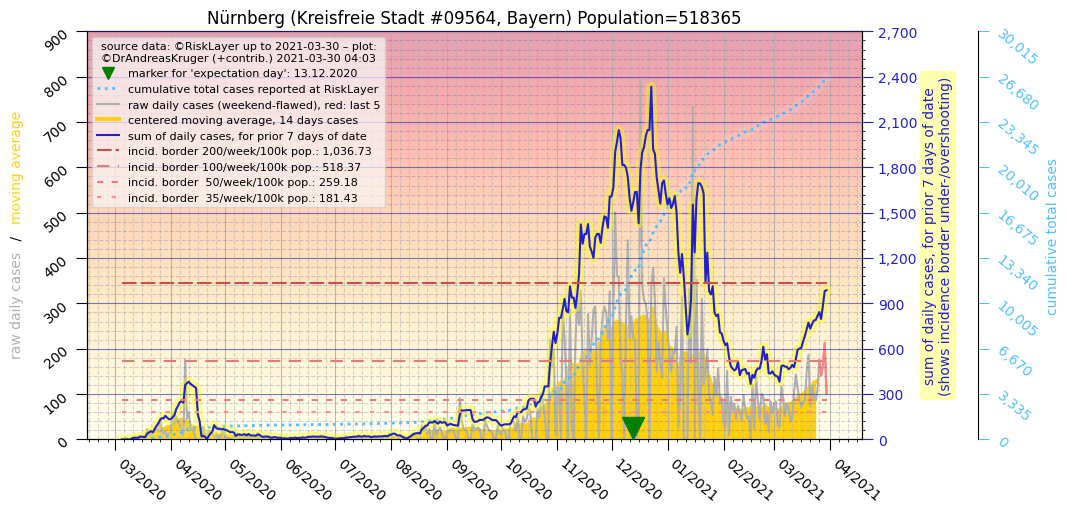 Nürnberg (Kreisfreie Stadt #09564, Bayern) Population=518365
source data: ©RiskLayer up to 2021-03-30 – plot:
©DrAndreasKruger (+contrib.) 2021-03-30 04:03
marker for 'expectation day': 13.12.2020
cumulative total cases reported at RiskLayer
raw daily cases (weekend-flawed), red: last 5
centered moving average, 14 days cases
sum of daily cases, for prior 7 days of date
incid. border 200/week/100k pop.: 1,036.73
incid. border 100/week/100k pop.: 518.37
incid. border  50/week/100k pop.: 259.18
incid. border  35/week/100k pop.: 181.43
raw daily cases  /  moving average
900
800
700
600
500
400
300
200
100
0
03/2020
04/2020
05/2020
06/2020
07/2020
08/2020
09/2020
10/2020
11/2020
12/2020
01/2021
02/2021
03/2021
04/2021
2,700
2,400
2,100
1,800
1,500
1,200
900
600
300
0
sum of daily cases, for prior 7 days of date
(shows incidence border under-/overshooting)
30,015
26,680
23,345
20,010
16,675
13,340
10,005
6,670
3,335
0
cumulative total cases